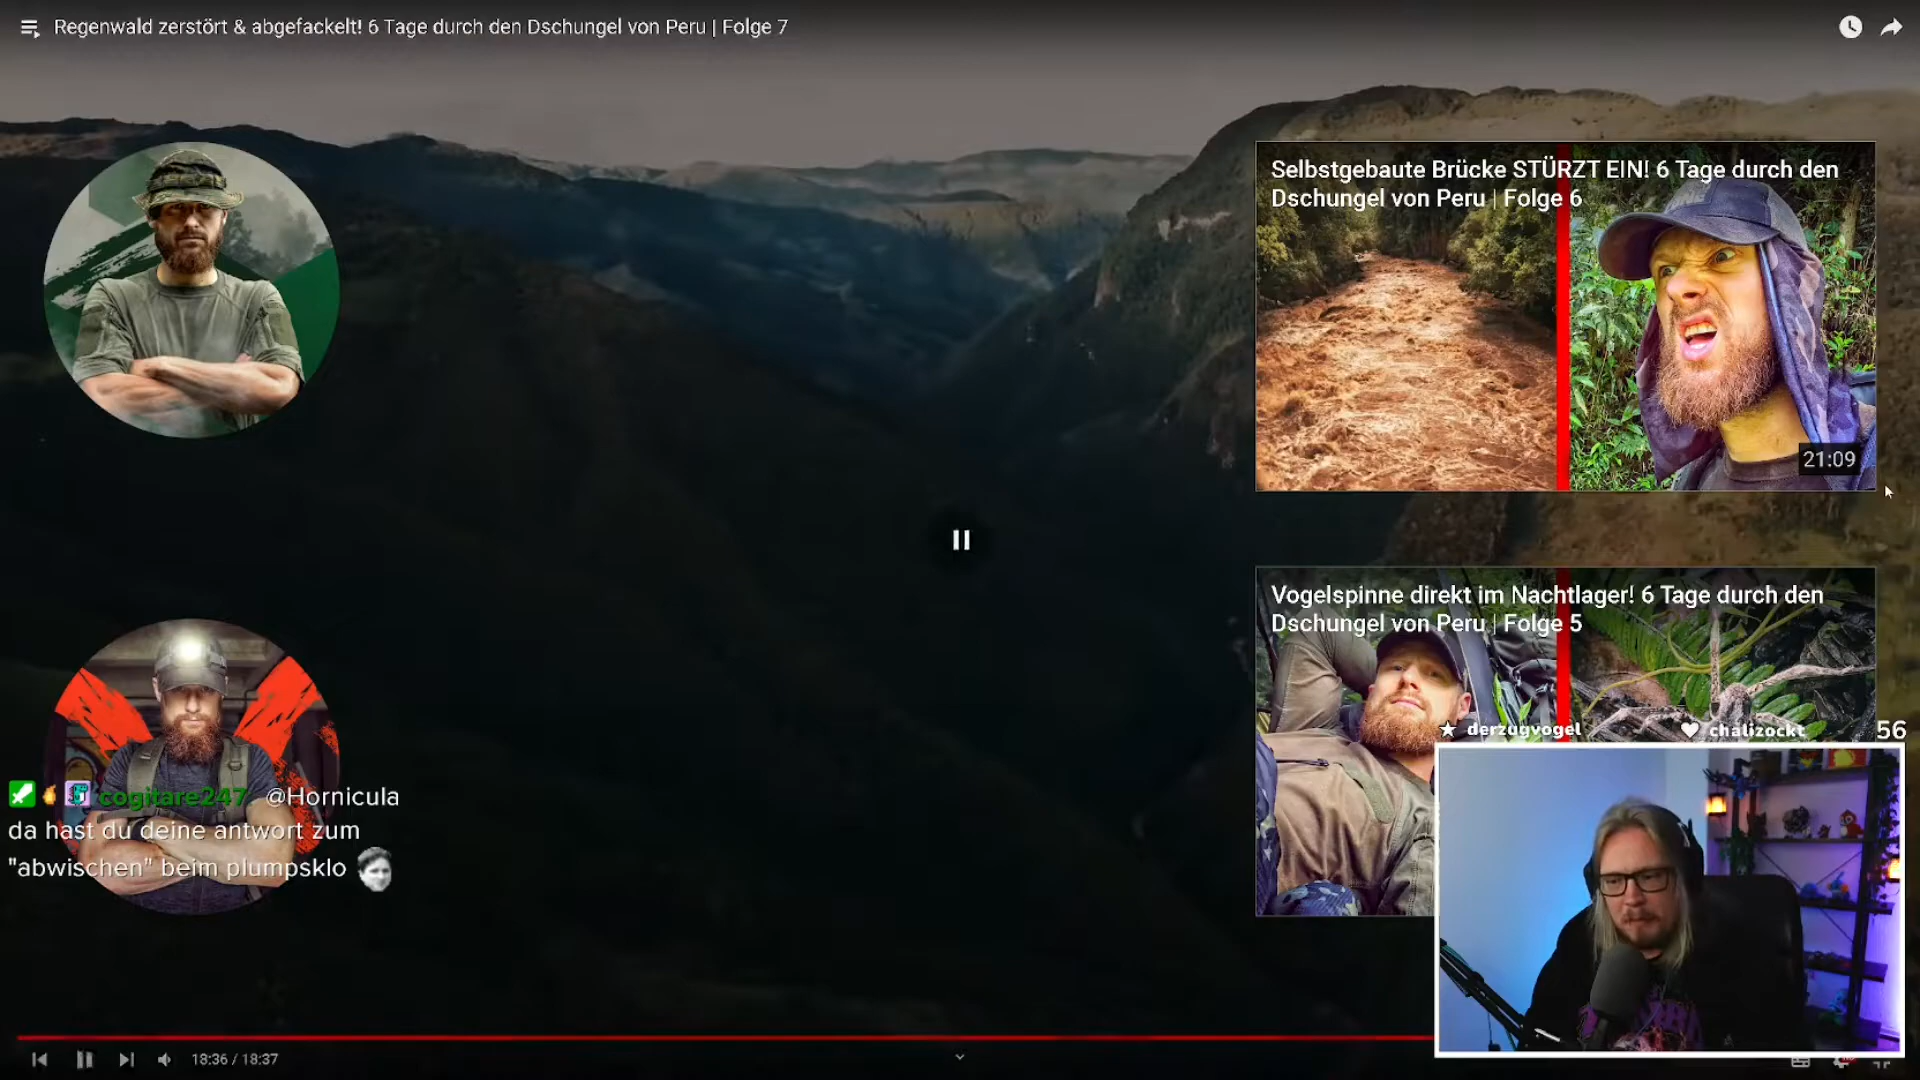 Regenwald zerstört & abgefackelt! 6 Tage durch den Dschungel von Peru | Folge 7
Selbstgebaute Brücke STÜRZT EIN! 6 Tage durch den
Dschungel von Peru | Folge 6
21:09
Vogelspinne direkt im Nachtlager! 6 Tage durch den
Dschungel von Peru | Folge 5
derzugvogel
chalizockt
56
cogitare247 @Hornicula
da hast du deine antwort zum
"abwischen" beim plumpsklo
18:36 / 18:37